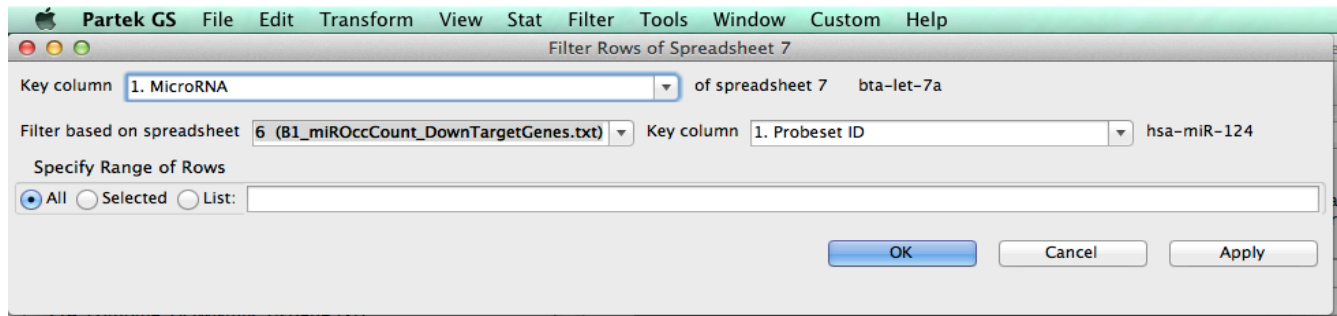 Partek GS File Edit Transform View Stat Filter Tools Window Custom Help
Filter Rows of Spreadsheet 7
Key column 1. MicroRNA of spreadsheet 7 bta-let-7a
Filter based on spreadsheet 6 (B1_miROccCount_DownTargetGenes.txt) Key column 1. Probeset ID hsa-miR-124
Specify Range of Rows
All Selected List:
OK Cancel Apply